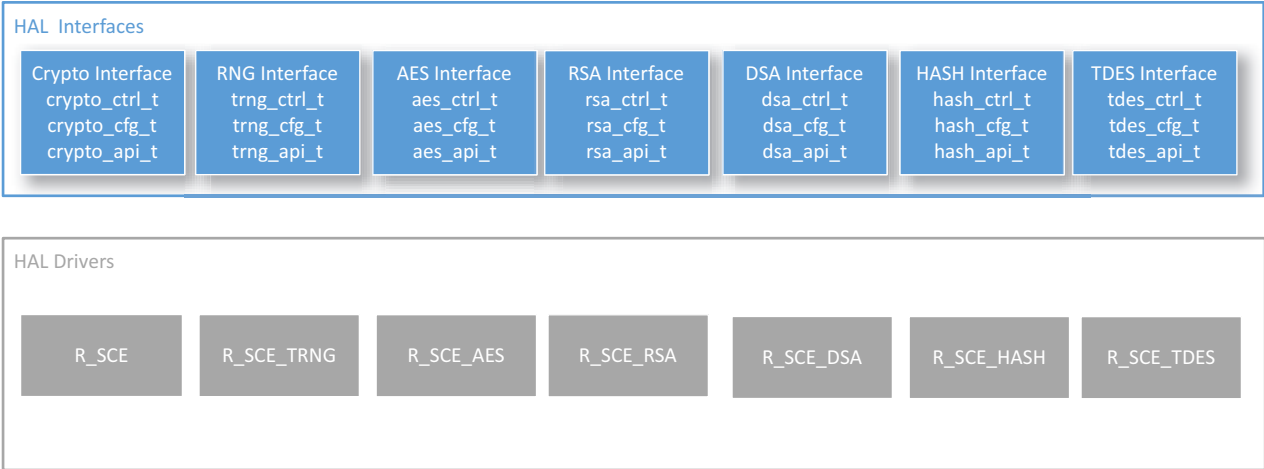 HAL Interfaces
Crypto Interface
crypto_ctrl_t
crypto_cfg_t
crypto_api_t
RNG Interface
trng_ctrl_t
trng_cfg_t
trng_api_t
AES Interface
aes_ctrl_t
aes_cfg_t
aes_api_t
RSA Interface
rsa_ctrl_t
rsa_cfg_t
rsa_api_t
DSA Interface
dsa_ctrl_t
dsa_cfg_t
dsa_api_t
HASH Interface
hash_ctrl_t
hash_cfg_t
hash_api_t
TDES Interface
tdes_ctrl_t
tdes_cfg_t
tdes_api_t
HAL Drivers
R_SCE
R_SCE_TRNG
R_SCE_AES
R_SCE_RSA
R_SCE_DSA
R_SCE_HASH
R_SCE_TDES